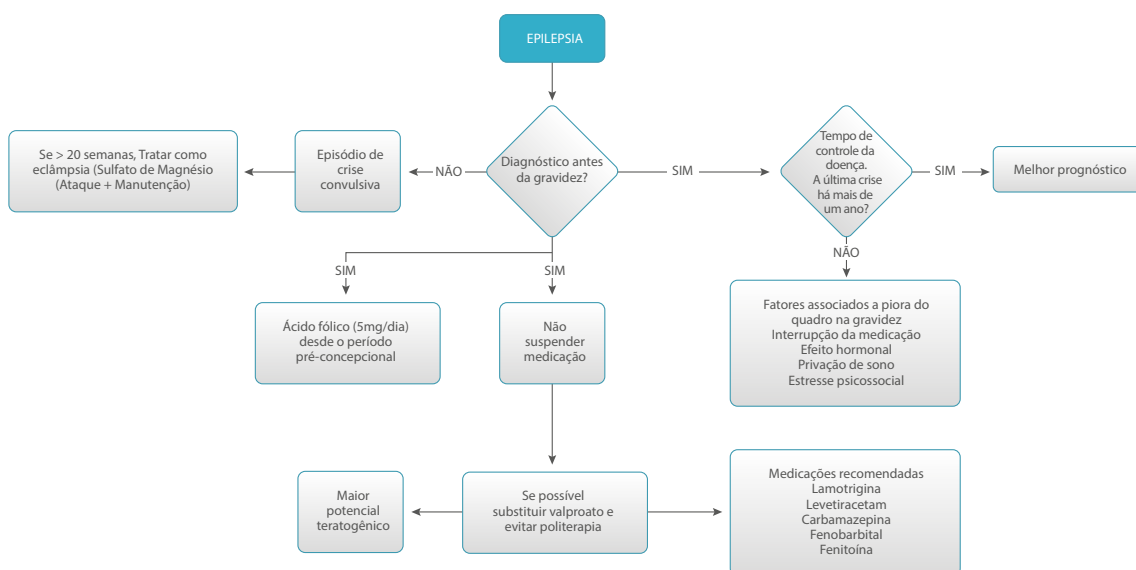 EPILEPSIA
Diagnóstico antes
da gravidez?
NÃO
Episódio de
crise
convulsiva
Se > 20 semanas, Tratar como
eclâmpsia (Sulfato de Magnésio
(Ataque + Manutenção)
SIM
Tempo de
controle da
doença.
A última crise
há mais de
um ano?
SIM
Melhor prognóstico
NÃO
Fatores associados a piora do
quadro na gravidez
Interrupção da medicação
Efeito hormonal
Privação de sono
Estresse psicossocial
SIM
Ácido fólico (5mg/dia)
desde o período
pré-concepcional
SIM
Não
suspender
medicação
Se possível
substituir valproato e
evitar politerapia
Maior
potencial
teratogênico
Medicações recomendadas
Lamotrigina
Levetiracetam
Carbamazepina
Fenobarbital
Fenitoína